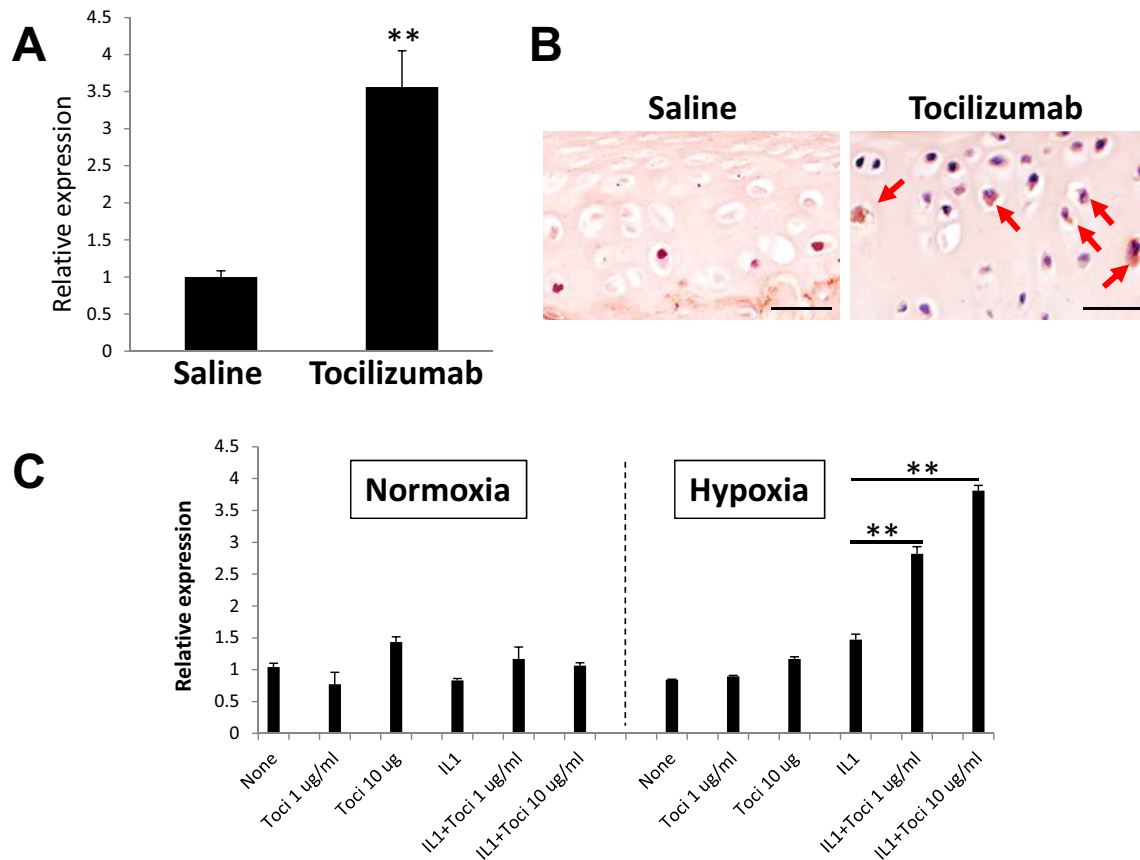 A
Relative expression
4.5
4
3.5
3
2.5
2
1.5
1
0.5
0
**
Saline
Tocilizumab
B
Saline
Tocilizumab
C
Relative expression
4.5
4
3.5
3
2.5
2
1.5
1
0.5
0
Normoxia
Hypoxia
**
**
None
Toci 1 ug/ml
Toci 10 ug
IL1
IL1+Toci 1 ug/ml
IL1+Toci 10 ug/ml
None
Toci 1 ug/ml
Toci 10 ug
IL1
IL1+Toci 1 ug/ml
IL1+Toci 10 ug/ml